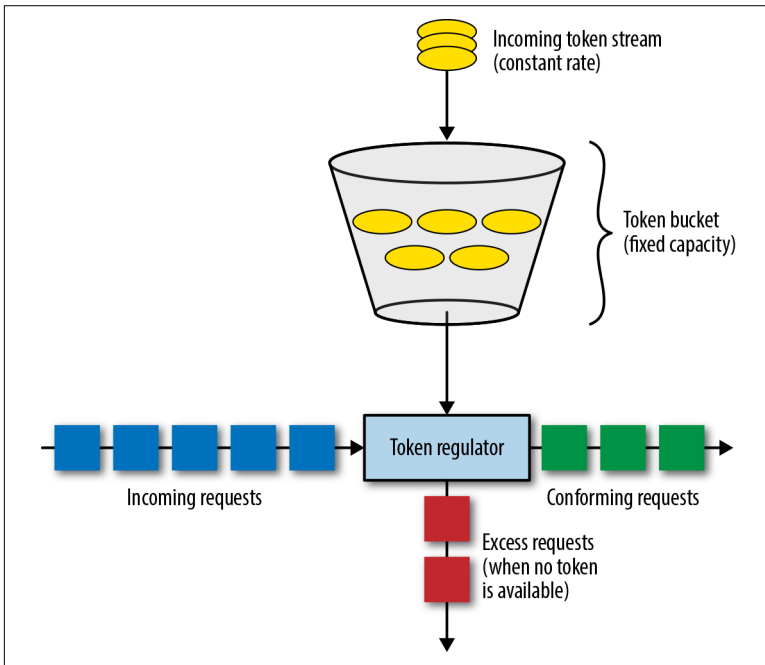 Incoming token stream
(constant rate)
Token bucket
(fixed capacity)
Token regulator
Incoming requests
Conforming requests
Excess requests
(when no token
is available)